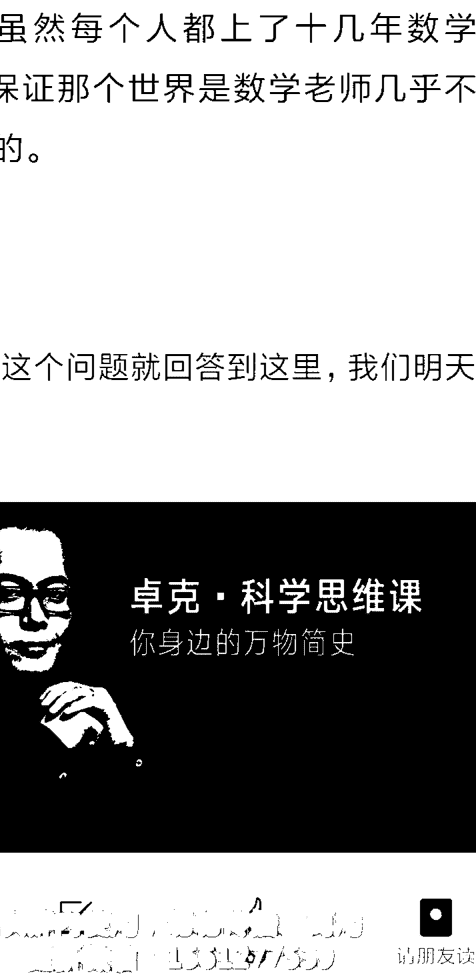 虽然每个人都上了十几年数学
保证那个世界是数学老师几乎不
的。
这个问题就回答到这里，我们明天
卓克·科学思维课
你身边的万物简史
请朋友读